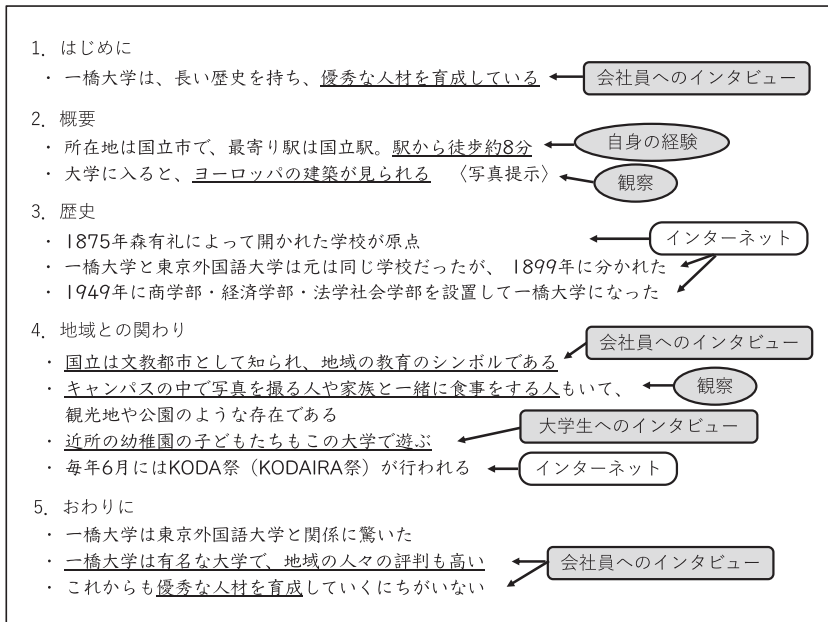 1．はじめに
・ 一橋大学は、長い歴史を持ち、優秀な人材を育成している 会社員へのインタビュー
2．概要
・ 所在地は国立市で、最寄り駅は国立駅。駅から徒歩約8分 自身の経験
・ 大学に入ると、ヨーロッパの建築が見られる 〈写真提示〉 観察
3．歴史
・ 1875年森有礼によって開かれた学校が原点 インターネット
・ 一橋大学と東京外国語大学は元は同じ学校だったが、1899年に分かれた
・ 1949年に商学部・経済学部・法学社会学部を設置して一橋大学になった
4．地域との関わり 会社員へのインタビュー
・ 国立は文教都市として知られ、地域の教育のシンボルである
・ キャンパスの中で写真を撮る人や家族と一緒に食事をする人もいて、 観察
観光地や公園のような存在である
・ 近所の幼稚園の子どもたちもこの大学で遊ぶ 大学生へのインタビュー
・ 毎年6月にはKODA祭（KODAIRA祭）が行われる インターネット
5．おわりに
・ 一橋大学は東京外国語大学と関係に驚いた
・ 一橋大学は有名な大学で、地域の人々の評判も高い 会社員へのインタビュー
・ これからも優秀な人材を育成していくにちがいない